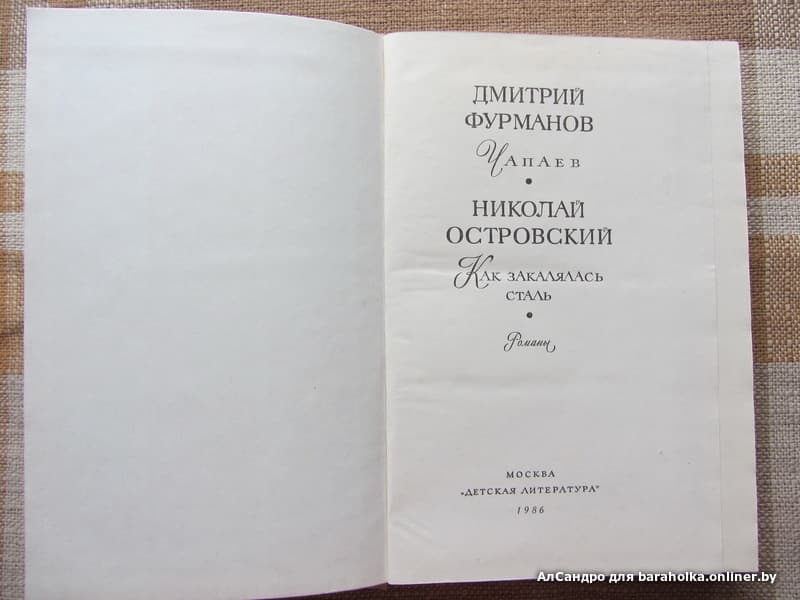 ДМИТРИЙ
ФУРМАНОВ
Чапаев
•
НИКОЛАЙ
ОСТРОВСКИЙ
Как закалялась
сталь
•
Романы
МОСКВА
«ДЕТСКАЯ ЛИТЕРАТУРА»
1986
АлСандро для baraholka.onliner.by